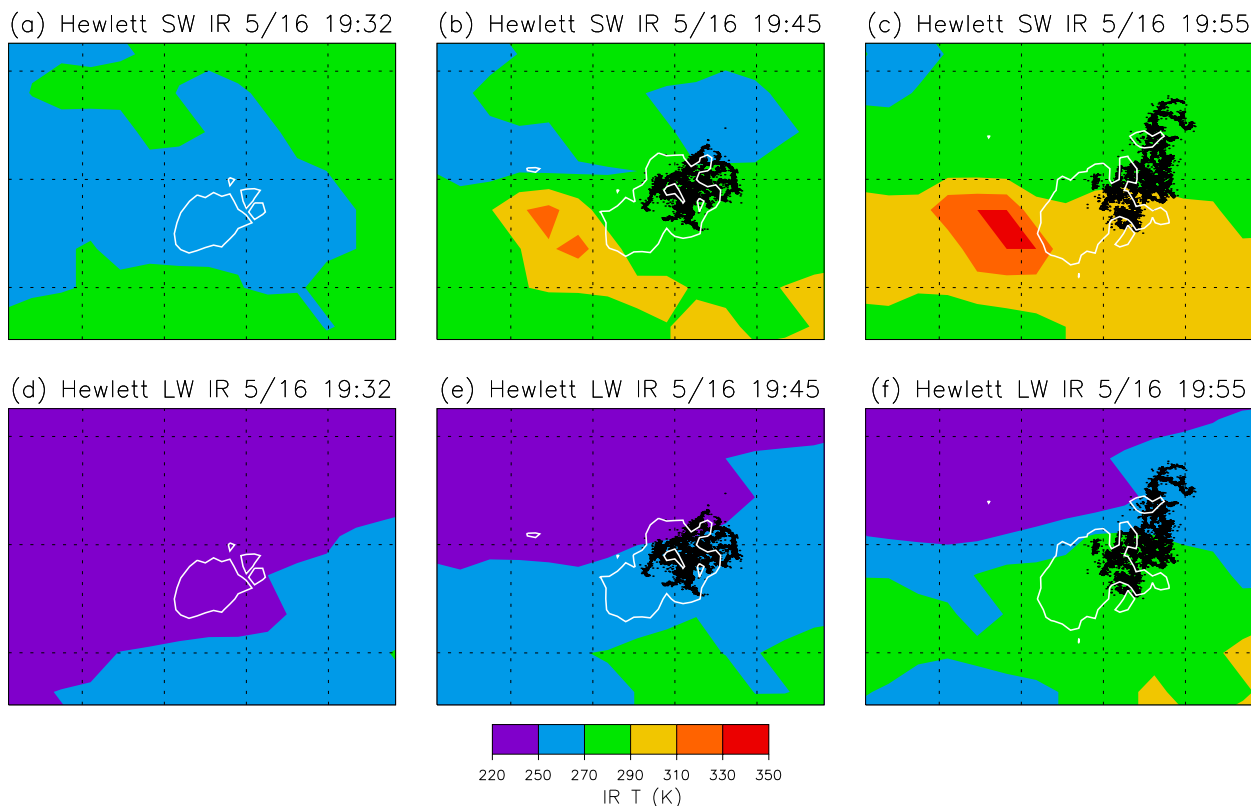 (a) Hewlett SW IR 5/16 19:32
(b) Hewlett SW IR 5/16 19:45
(c) Hewlett SW IR 5/16 19:55
(d) Hewlett LW IR 5/16 19:32
(e) Hewlett LW IR 5/16 19:45
(f) Hewlett LW IR 5/16 19:55
220 250 270 290 310 330 350
IR T (K)